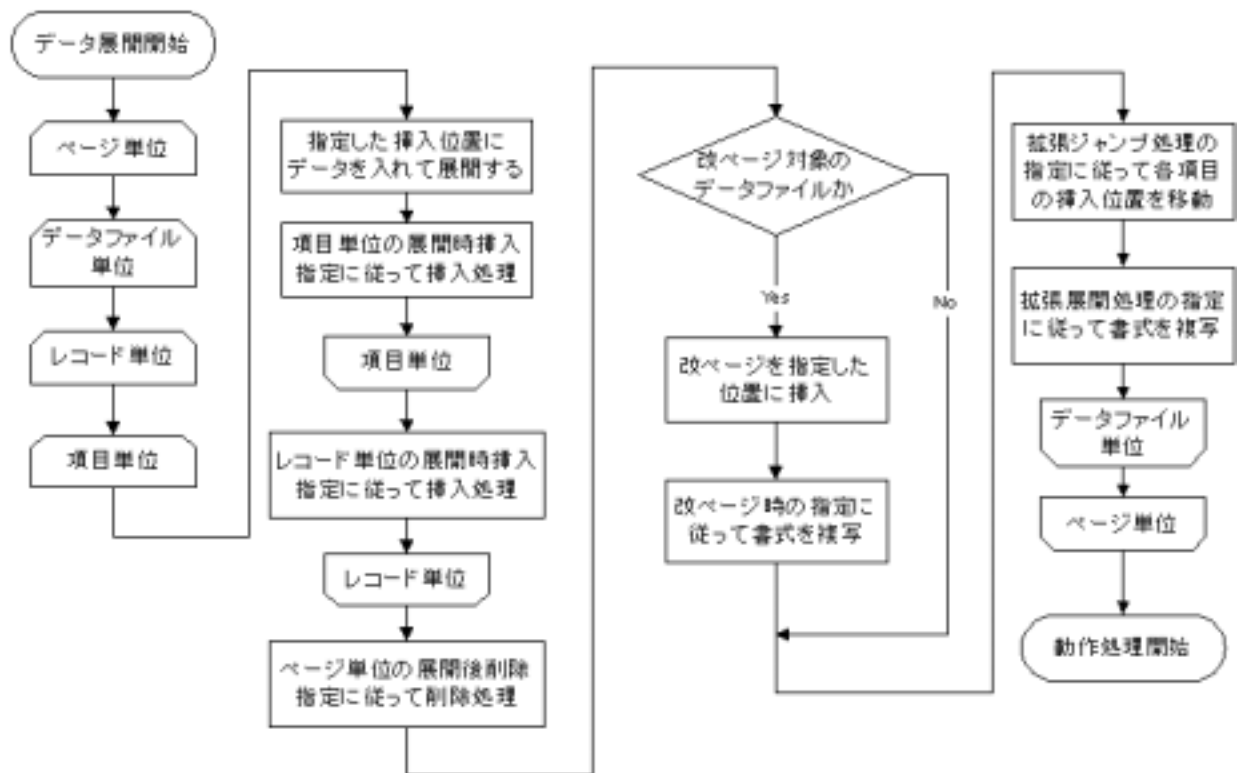 データ展開開始
ページ単位
データファイル
単位
レコード単位
項目単位
指定した挿入位置に
データを入れて展開する
項目単位の展開時挿入
指定に従って挿入処理
項目単位
レコード単位の展開時挿入
指定に従って挿入処理
レコード単位
ページ単位の展開後削除
指定に従って削除処理
改ページ対象の
データファイルか
Yes
No
改ページを指定した
位置に挿入
改ページ時の指定に
従って書式を複写
拡張ジャンプ処理の
指定に従って各項目
の挿入位置を移動
拡張展開処理の指定
に従って書式を複写
データファイル
単位
ページ単位
動作処理開始